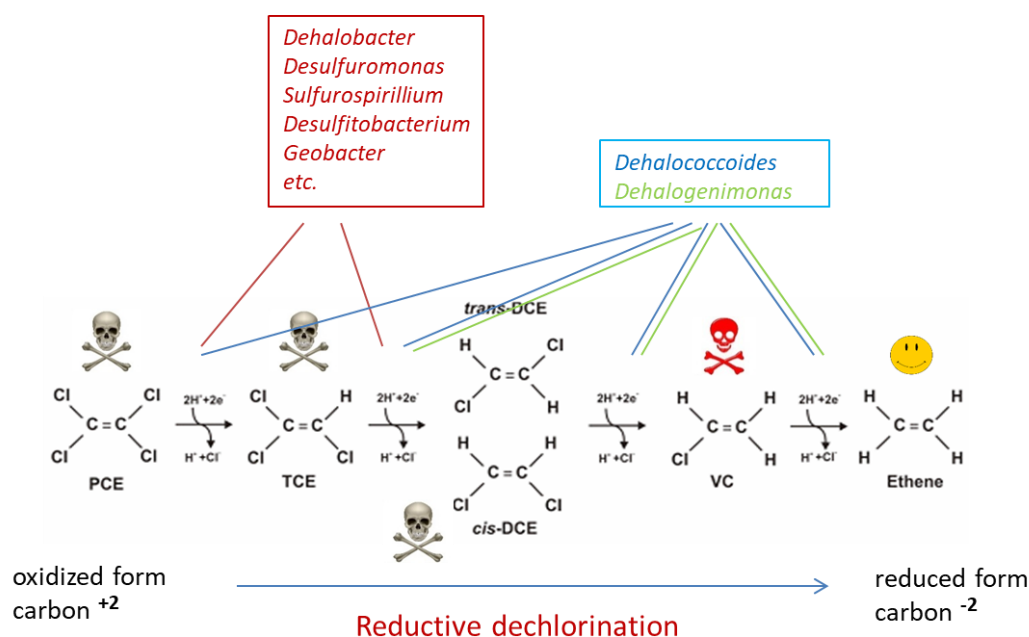 Dehalobacter
Desulfuromonas
Sulfurospirillium
Desulfitobacterium
Geobacter
etc.
Dehalococcoides
Dehalogenimonas
trans-DCE
H Cl
C = C
Cl H
Cl Cl
C = C
Cl Cl
PCE
2H⁺+2e⁻
H⁺+Cl⁻
Cl H
C = C
Cl Cl
TCE
2H⁺+2e⁻
H⁺+Cl⁻
H H
C = C
Cl Cl
cis-DCE
2H⁺+2e⁻
H⁺+Cl⁻
H H
C = C
Cl H
VC
2H⁺+2e⁻
H⁺+Cl⁻
H H
C = C
H H
Ethene
oxidized form
carbon +2
reduced form
carbon -2
Reductive dechlorination